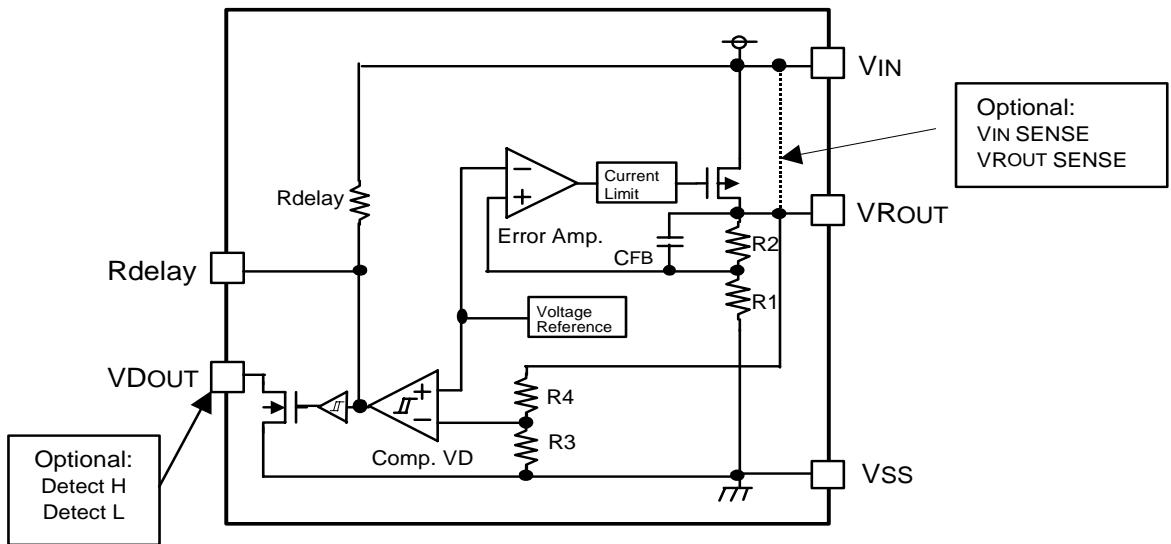 VIN
Optional:
VIN SENSE
VROUT SENSE
−
+
Current
Limit
Rdelay
Error Amp.
VROUT
CFB
R2
Rdelay
R1
Voltage
Reference
VDOUT
+
−
R4
R3
Comp. VD
VSS
Optional:
Detect H
Detect L